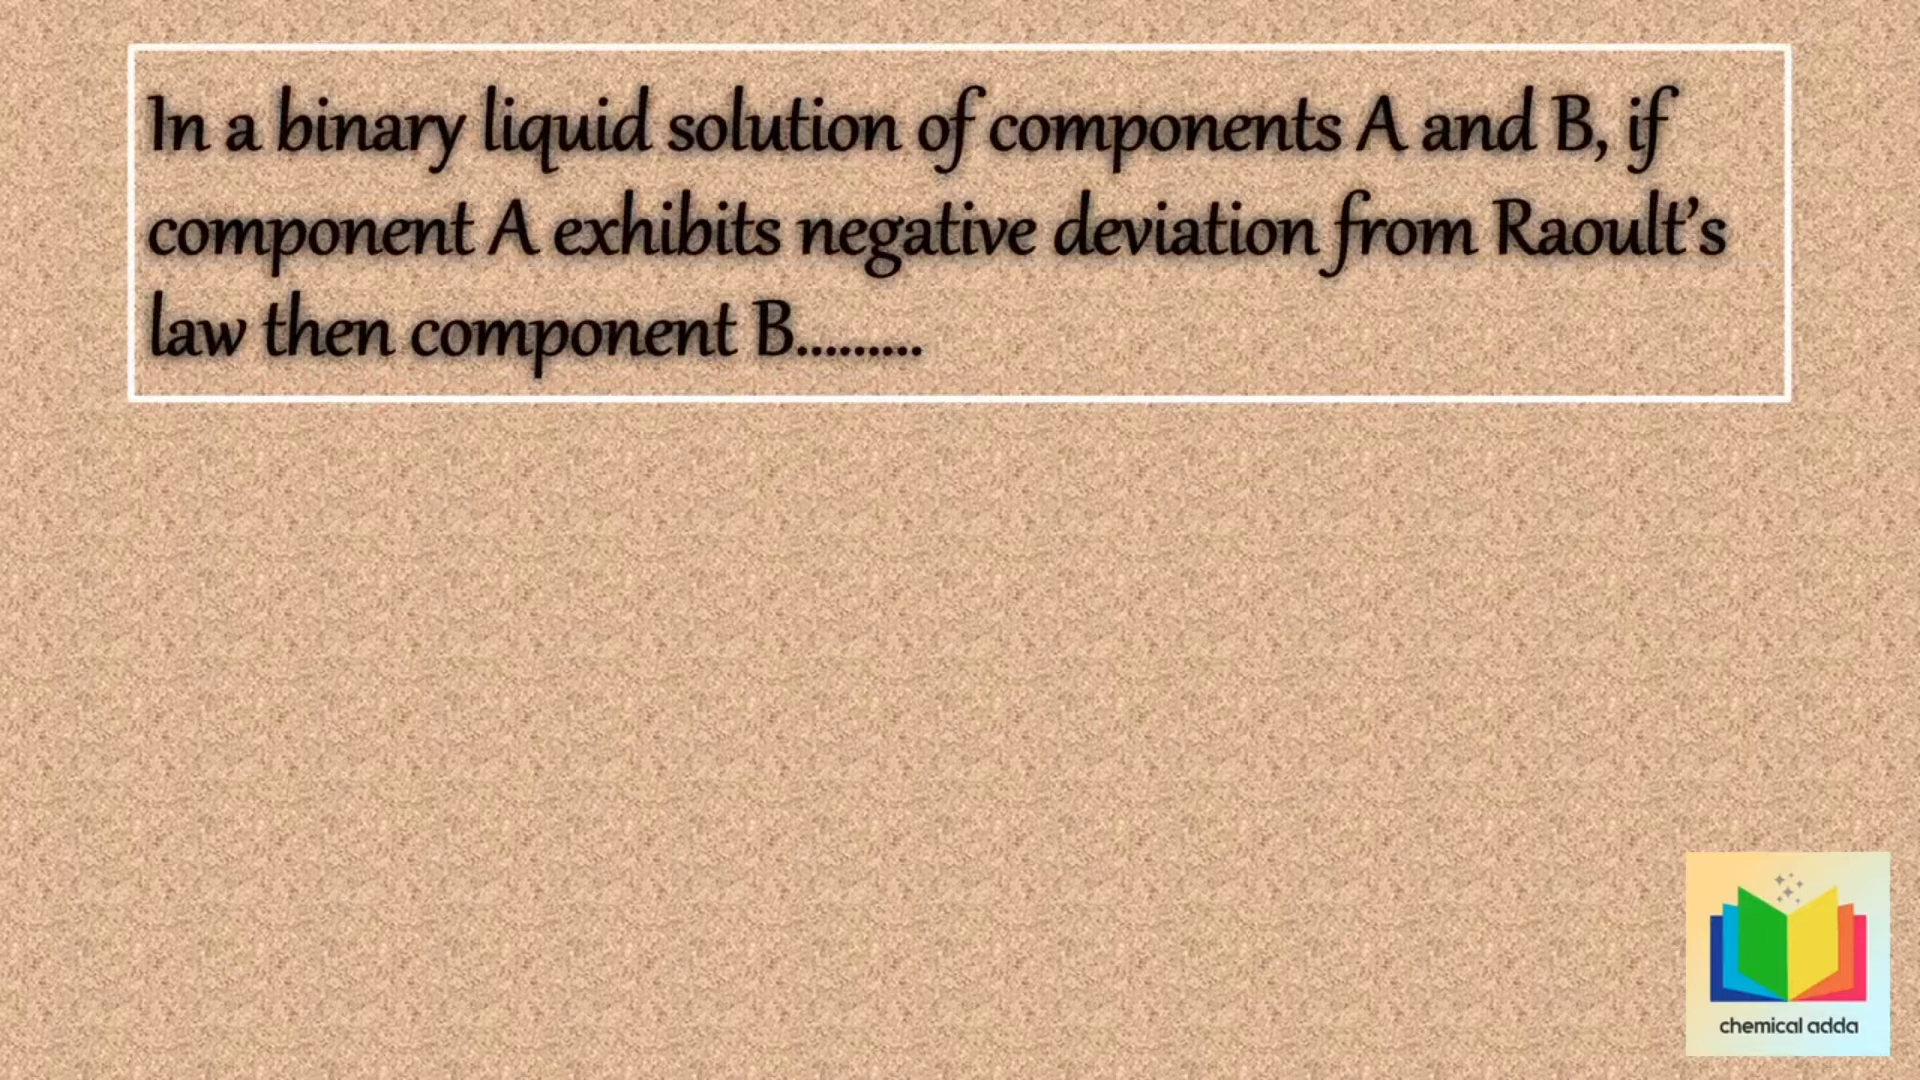 In a binary liquid solution of components A and B, if
component A exhibits negative deviation from Raoult’s
law then component B.........
chemical adda